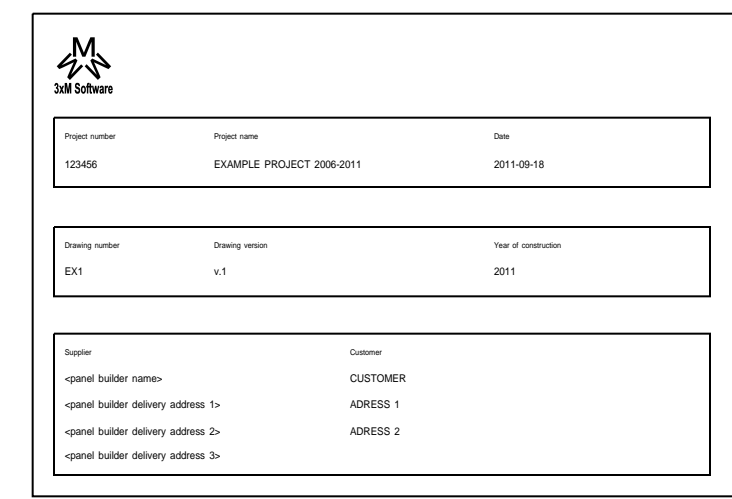 M
3xM Software
Project number Project name Date
123456 EXAMPLE PROJECT 2006-2011 2011-09-18
Drawing number Drawing version Year of construction
EX1 v.1 2011
Supplier Customer
<panel builder name> CUSTOMER
<panel builder delivery address 1> ADRESS 1
<panel builder delivery address 2> ADRESS 2
<panel builder delivery address 3>